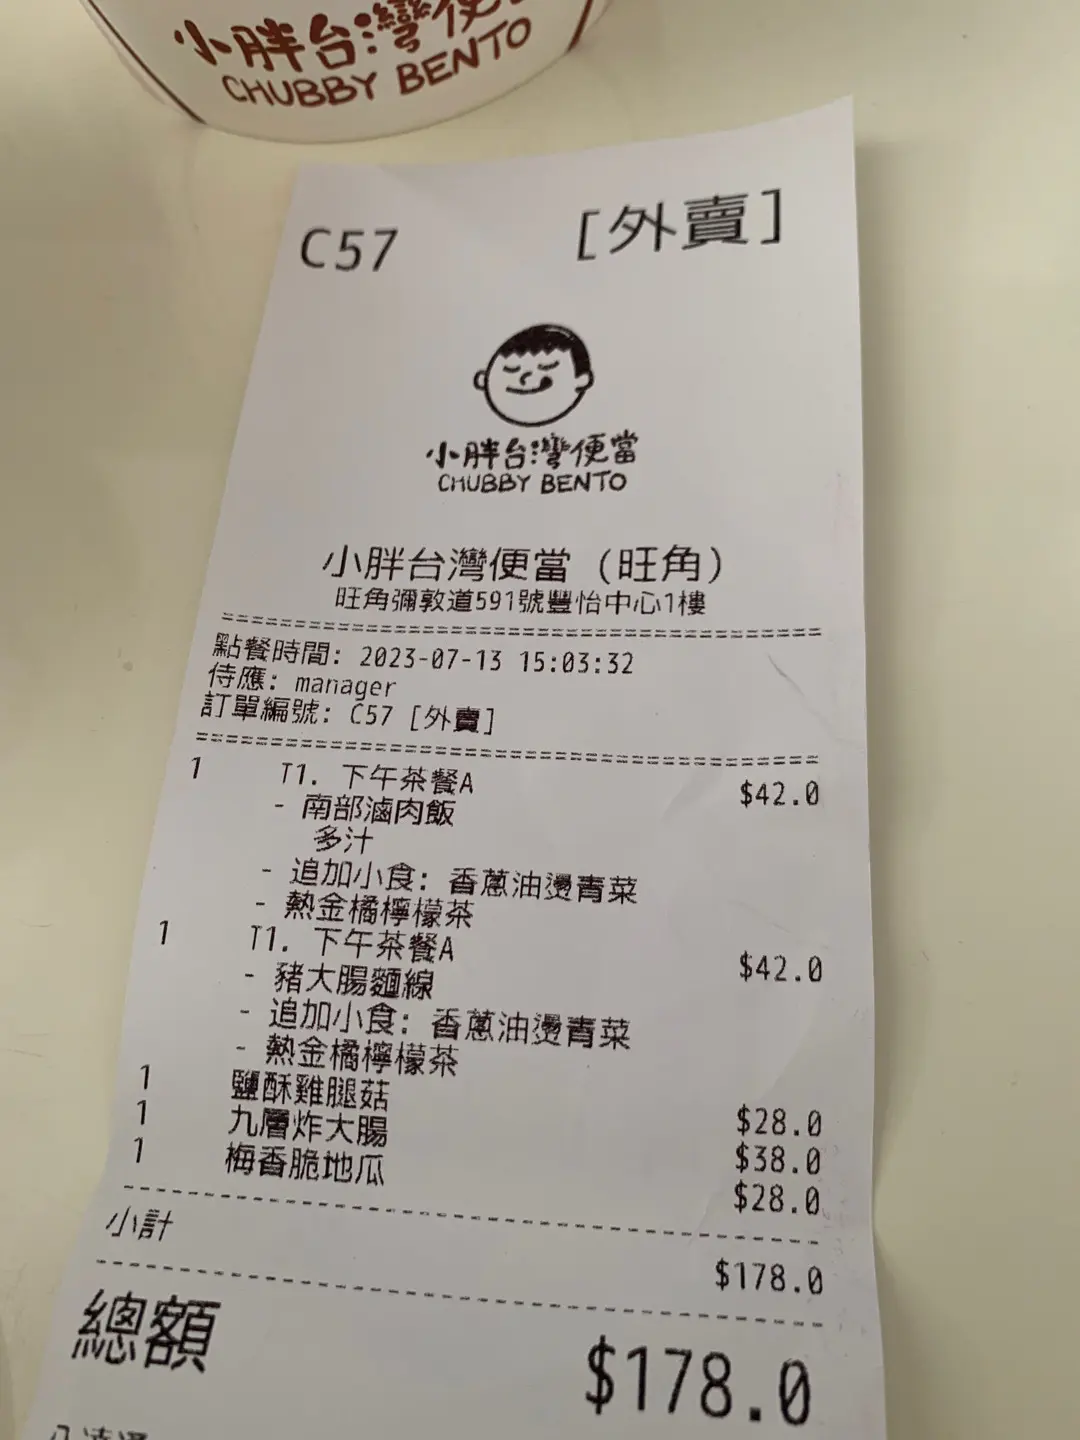 小胖台灣便
CHUBBY BENTO
C57 [外賣]
小胖台灣便當
CHUBBY BENTO
小胖台灣便當 (旺角)
旺角彌敦道591號豐怡中心1樓
點餐時間: 2023-07-13 15:03:32
侍應: manager
訂單編號: C57 [外賣]
1 T1. 下午茶餐A $42.0
- 南部滷肉飯
多汁
- 追加小食: 香蔥油燙青菜
- 熱金橘檸檬茶
1 T1. 下午茶餐A $42.0
- 豬大腸麵線
- 追加小食: 香蔥油燙青菜
- 熱金橘檸檬茶
1 鹽酥雞腿菇 $28.0
1 九層炸大腸 $38.0
1 梅香脆地瓜 $28.0
小計 $178.0
總額 $178.0
八達通